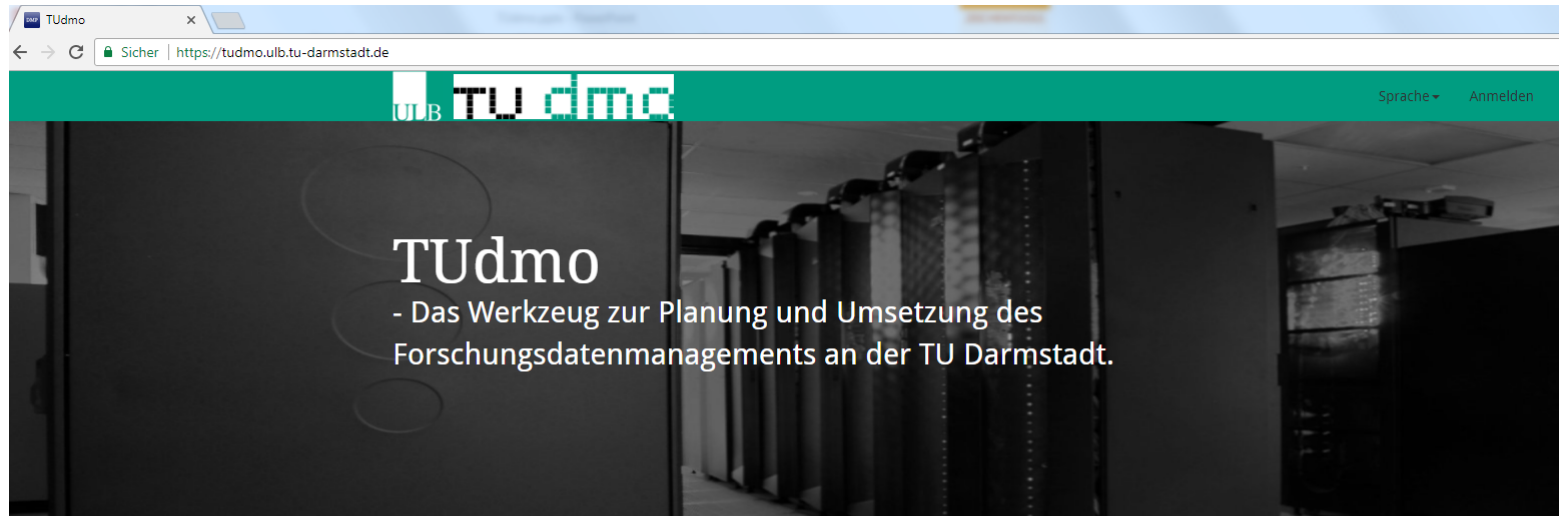 DMP TUdmo
Sicher | https://tudmo.ulb.tu-darmstadt.de
ULB TU dmo Sprache Anmelden
TUdmo
- Das Werkzeug zur Planung und Umsetzung des
Forschungsdatenmanagements an der TU Darmstadt.